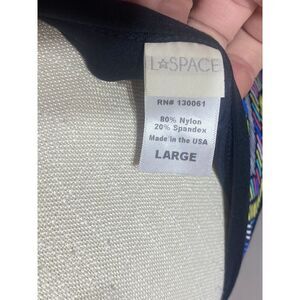 L☆SPACE
RN# 130061
80% Nylon
20% Spandex
Made in the USA
LARGE